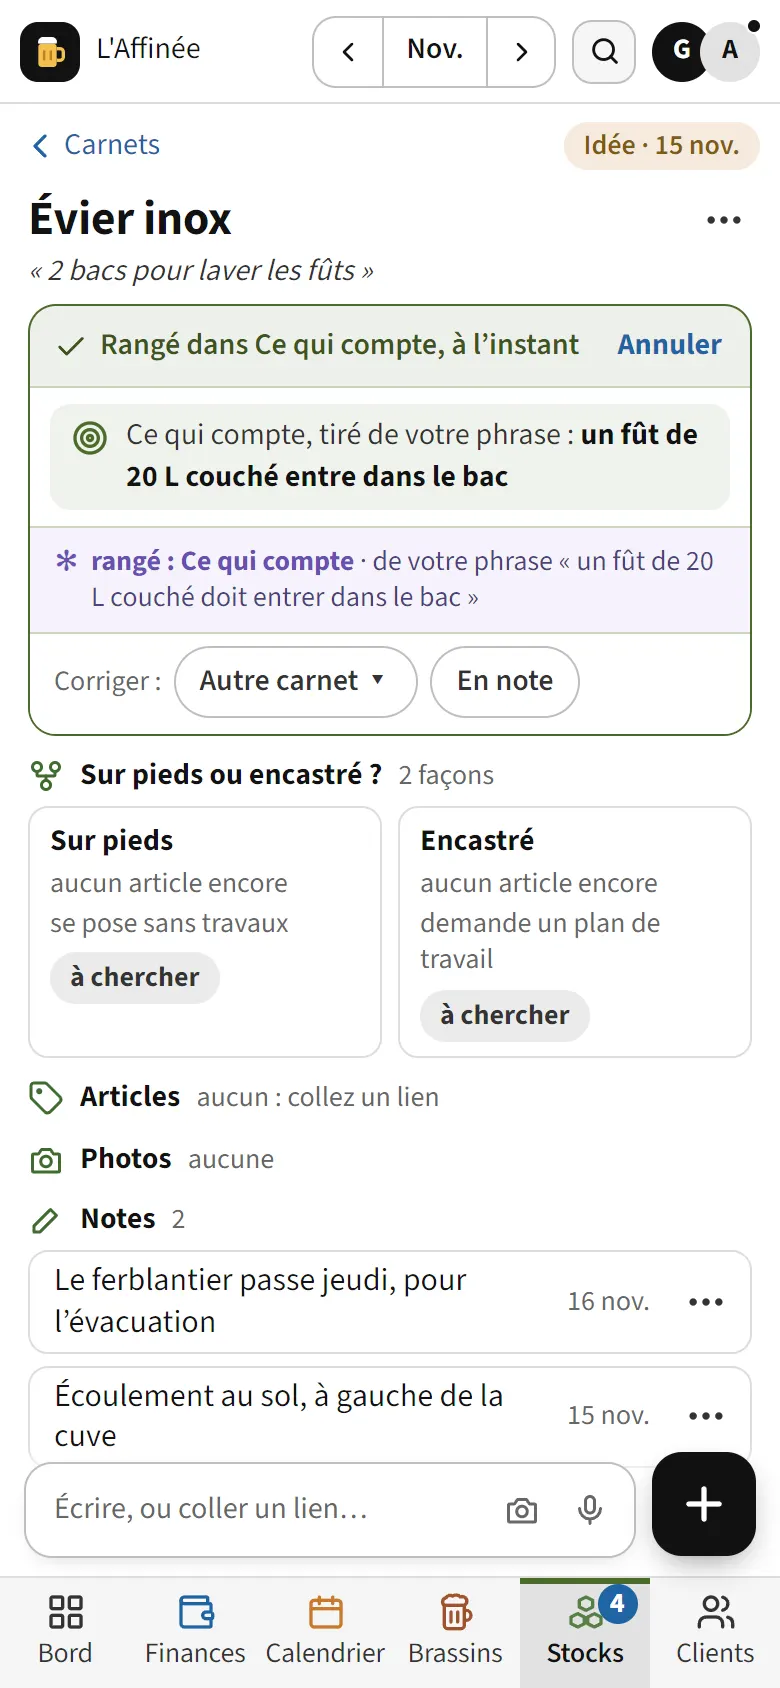 L'Affinée
Nov.
G
A
Carnets
Idée · 15 nov.
Évier inox
« 2 bacs pour laver les fûts »
Rangé dans Ce qui compte, à l’instant
Annuler
Ce qui compte, tiré de votre phrase : un fût de
20 L couché entre dans le bac
rangé : Ce qui compte · de votre phrase « un fût de 20
L couché doit entrer dans le bac »
Corriger :
Autre carnet
En note
Sur pieds ou encastré ? 2 façons
Sur pieds
aucun article encore
se pose sans travaux
à chercher
Encastré
aucun article encore
demande un plan de
travail
à chercher
Articles aucun : collez un lien
Photos aucune
Notes 2
Le ferblantier passe jeudi, pour
l’évacuation
16 nov.
Écoulement au sol, à gauche de la
cuve
15 nov.
Écrire, ou coller un lien…
Bord
Finances
Calendrier
Brassins
4
Stocks
Clients